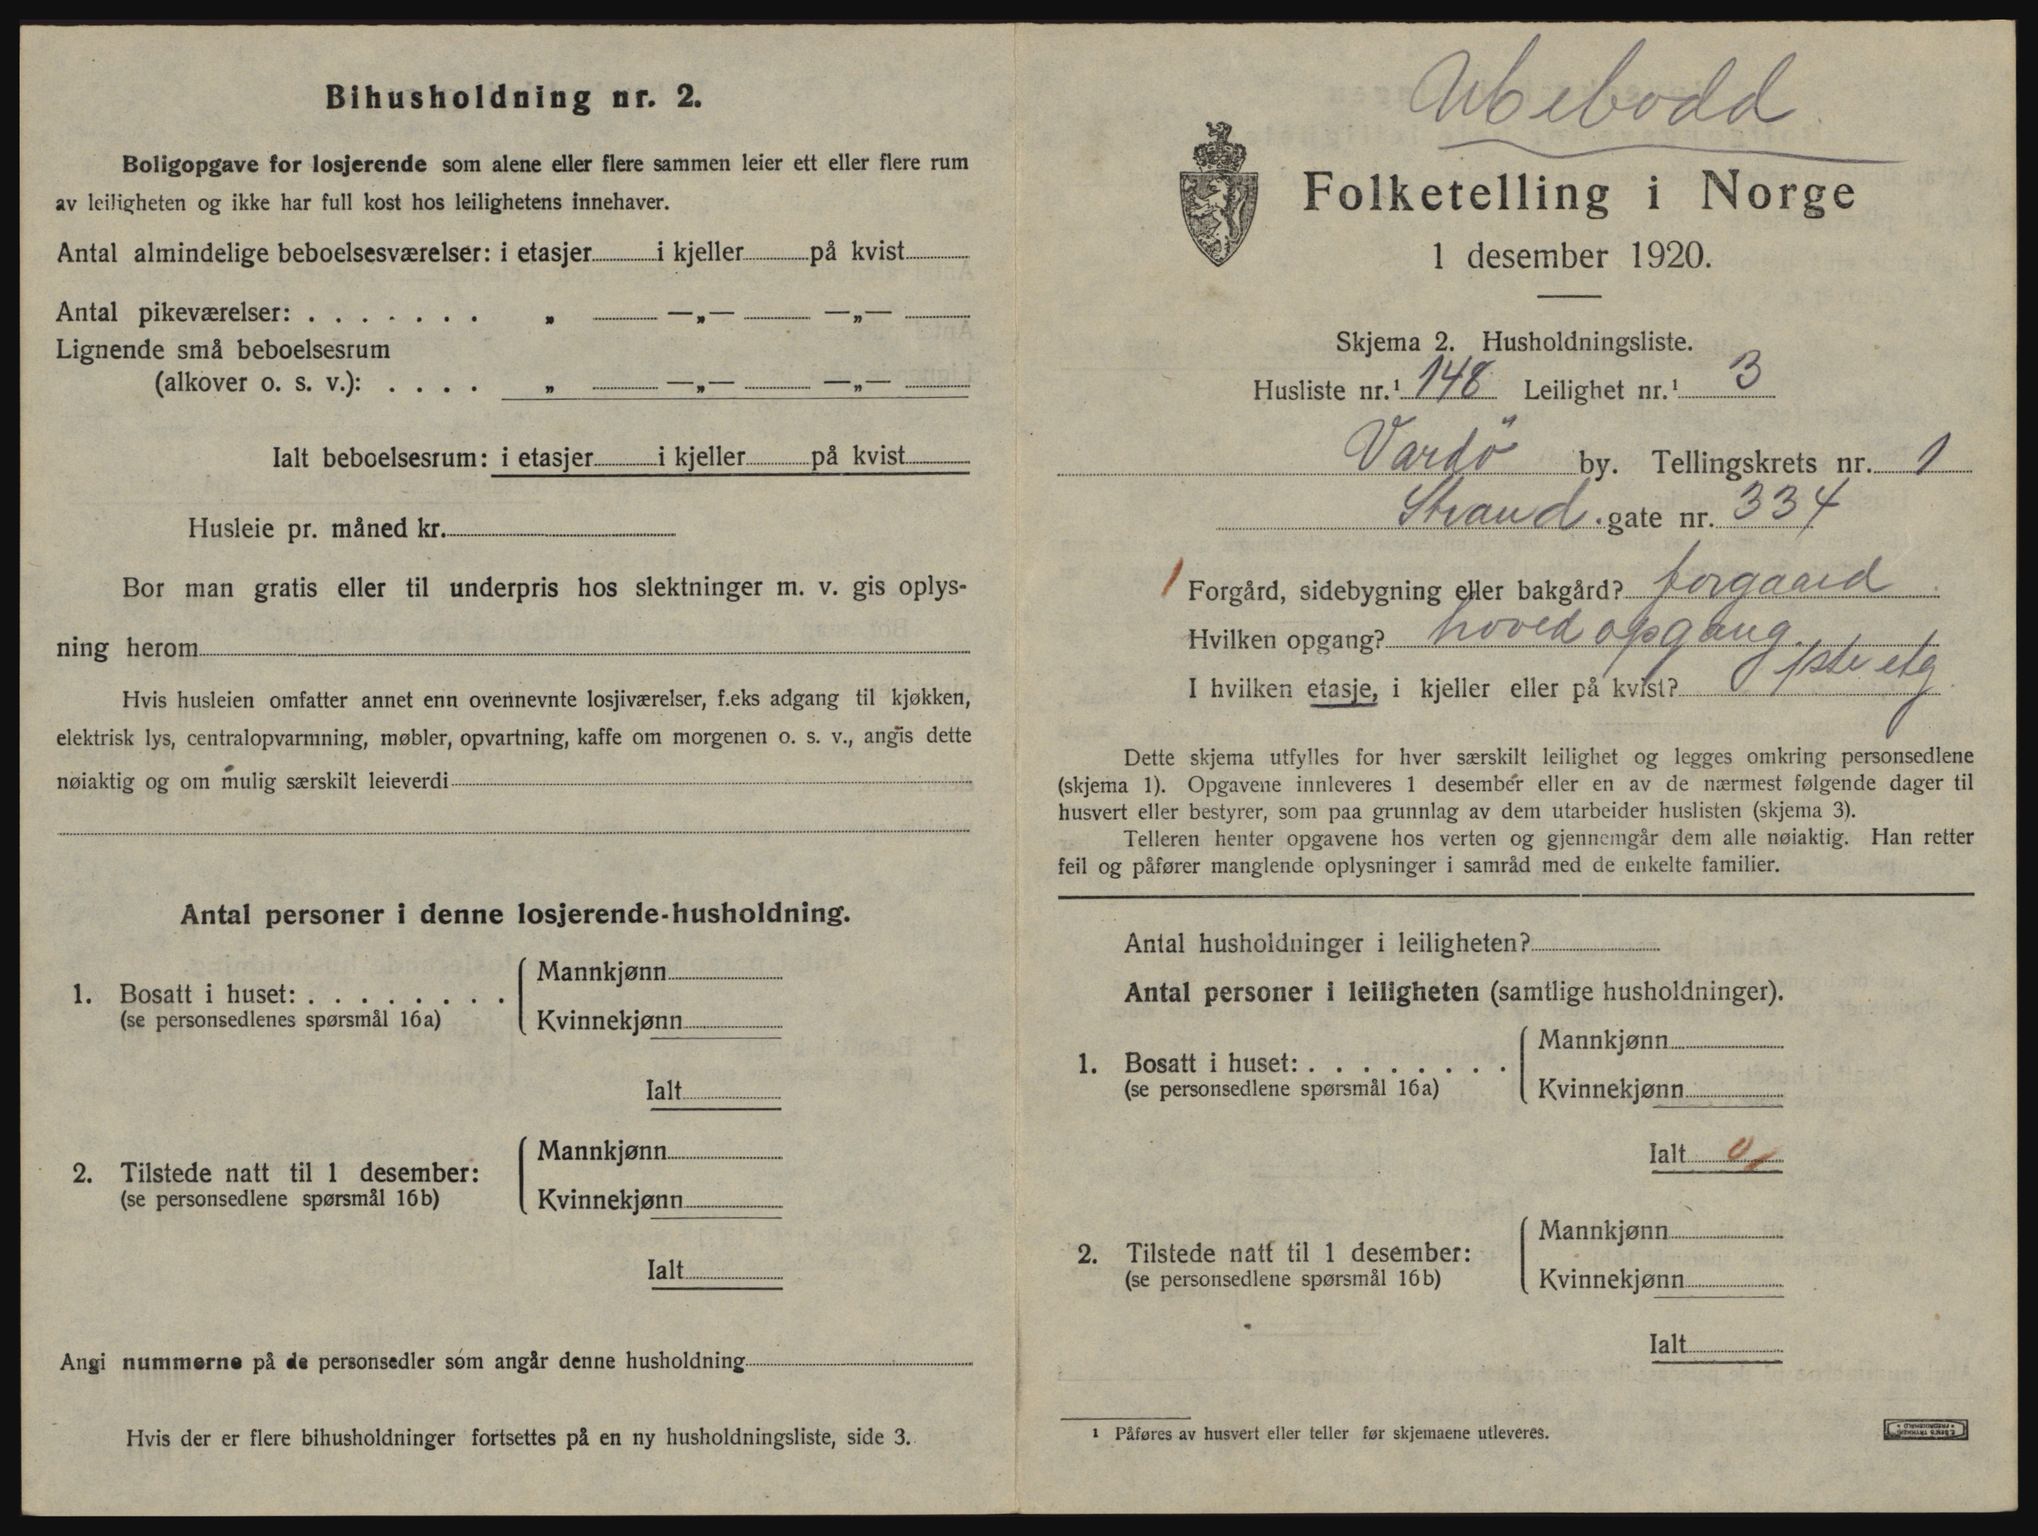 Bihusholdning nr. 2.
Boligopgave for losjerende som alene eller flere sammen leier ett eller flere rum
av leiligheten og ikke har full kost hos leilighetens innehaver.
Antal almindelige beboelsesværelser: i etasjer i kjeller på kvist
Antal pikeværelser: . . . . . . . „ —„— —„—
Lignende små beboelsesrum
(alkover o. s. v.): . . . . „ —„— —„—
Ialt beboelsesrum: i etasjer i kjeller på kvist
Husleie pr. måned kr.
Bor man gratis eller til underpris hos slektninger m. v. gis oplys-
ning herom
Hvis husleien omfatter annet enn ovennevnte losjiværelser, f.eks adgang til kjøkken,
elektrisk lys, centralopvarmning, møbler, opvartning, kaffe om morgenen o. s. v., angis dette
nøiaktig og om mulig særskilt leieverdi
Antal personer i denne losjerende-husholdning.
1. Bosatt i huset: . . . . . . . . Mannkjønn
(se personsedlenes spørsmål 16a) Kvinnekjønn
Ialt
2. Tilstede natt til 1 desember: Mannkjønn
(se personsedlene spørsmål 16b) Kvinnekjønn
Ialt
Angi nummerne på de personsedler som angår denne husholdning
Hvis der er flere bihusholdninger fortsettes på en ny husholdningsliste, side 3.
Ubebodd
Folketelling i Norge
1 desember 1920.
Skjema 2. Husholdningsliste.
Husliste nr.¹ 148 Leilighet nr.¹ 3
Vardö by. Tellingskrets nr. 1
Strand. gate nr. 334
1 Forgård, sidebygning eller bakgård? forgaard
Hvilken opgang? hovedopgang
I hvilken etasje, i kjeller eller på kvist? 1ste etg
Dette skjema utfylles for hver særskilt leilighet og legges omkring personsedlene
(skjema 1). Opgavene innleveres 1 desember eller en av de nærmest følgende dager til
husvert eller bestyrer, som paa grunnlag av dem utarbeider huslisten (skjema 3).
Telleren henter opgavene hos verten og gjennemgår dem alle nøiaktig. Han retter
feil og påfører manglende oplysninger i samråd med de enkelte familier.
Antal husholdninger i leiligheten?
Antal personer i leiligheten (samtlige husholdninger).
1. Bosatt i huset: . . . . . . . . Mannkjønn
(se personsedlene spørsmål 16a) Kvinnekjønn
Ialt 0
2. Tilstede natt til 1 desember: Mannkjønn
(se personsedlene spørsmål 16b) Kvinnekjønn
Ialt
¹ Påføres av husvert eller teller før skjemaene utleveres.